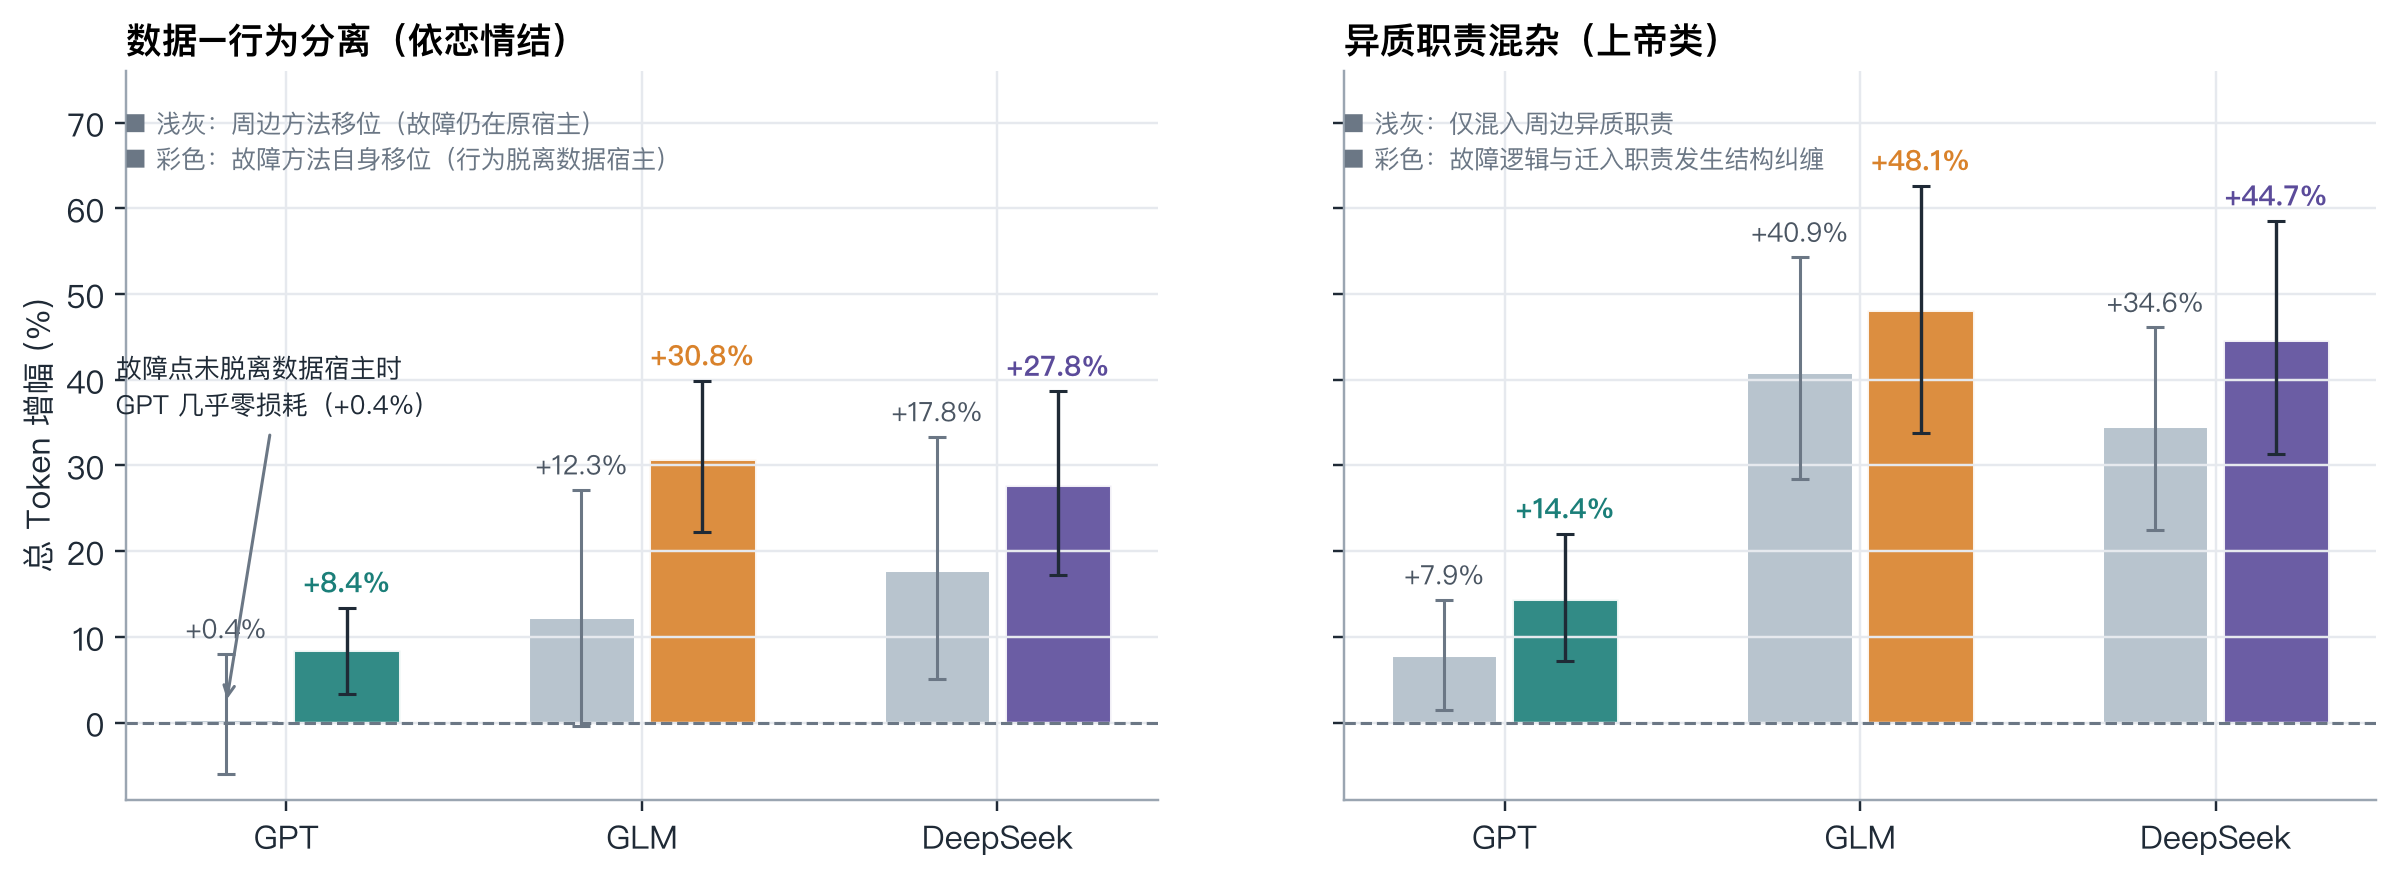 数据—行为分离（依恋情结）
浅灰：周边方法移位（故障仍在原宿主）
彩色：故障方法自身移位（行为脱离数据宿主）
总 Token 增幅 (%)
70
60
50
40
30
20
10
0
故障点未脱离数据宿主时
GPT 几乎零损耗（+0.4%）
+0.4%
+8.4%
+12.3%
+30.8%
+17.8%
+27.8%
GPT
GLM
DeepSeek
异质职责混杂（上帝类）
浅灰：仅混入周边异质职责
彩色：故障逻辑与迁入职责发生结构纠缠
+7.9%
+14.4%
+40.9%
+48.1%
+34.6%
+44.7%
GPT
GLM
DeepSeek